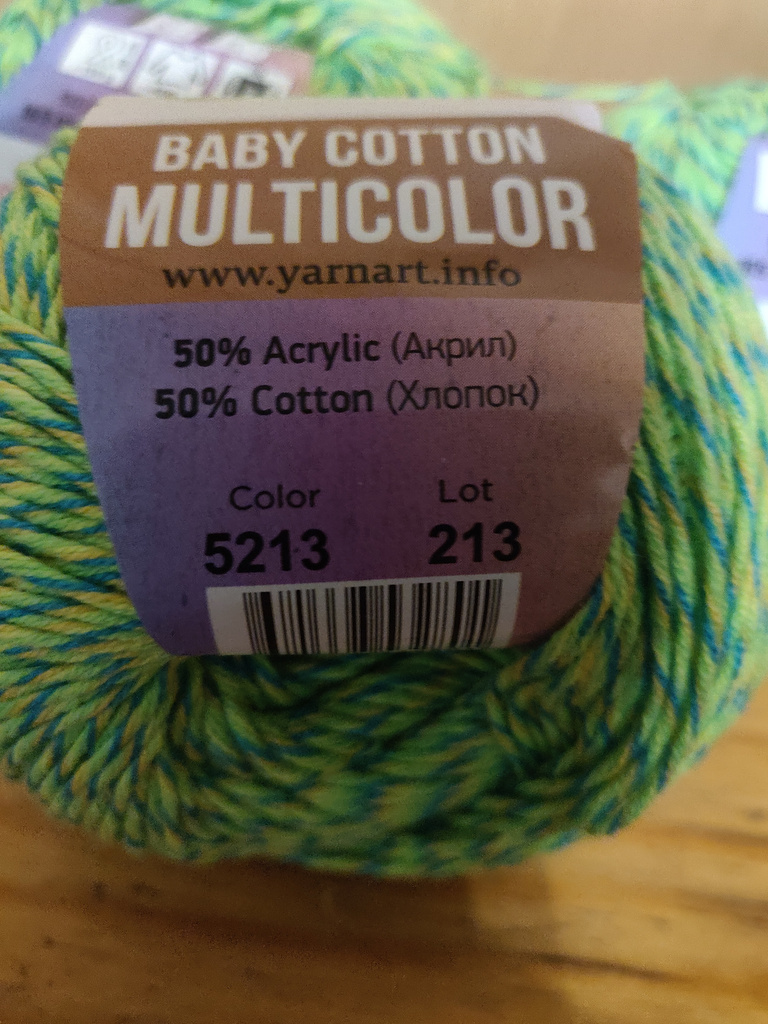 BABY COTTON
MULTICOLOR
www.yarnart.info
50% Acrylic (Акрил)
50% Cotton (Хлопок)
Color Lot
5213 213